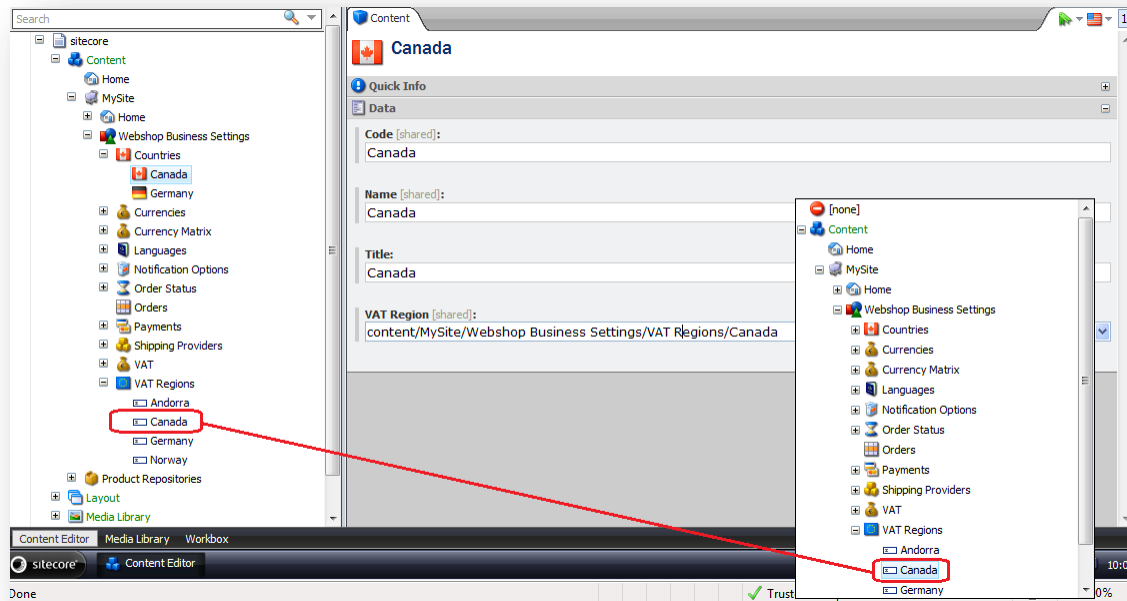 Search
sitecore
Content
Home
MySite
Home
Webshop Business Settings
Countries
Canada
Germany
Currencies
Currency Matrix
Languages
Notification Options
Order Status
Orders
Payments
Shipping Providers
VAT
VAT Regions
Andorra
Canada
Germany
Norway
Product Repositories
Layout
Media Library
Content
1
Canada
Quick Info
Data
Code [shared]:
Canada
Name [shared]:
Canada
Title:
Canada
VAT Region [shared]:
content/MySite/Webshop Business Settings/VAT Regions/Canada
[none]
Content
Home
MySite
Home
Webshop Business Settings
Countries
Currencies
Currency Matrix
Languages
Notification Options
Order Status
Orders
Payments
Shipping Providers
VAT
VAT Regions
Andorra
Canada
Germany
Content Editor Media Library Workbox
sitecore Content Editor
10:0
Done
Trust
0%